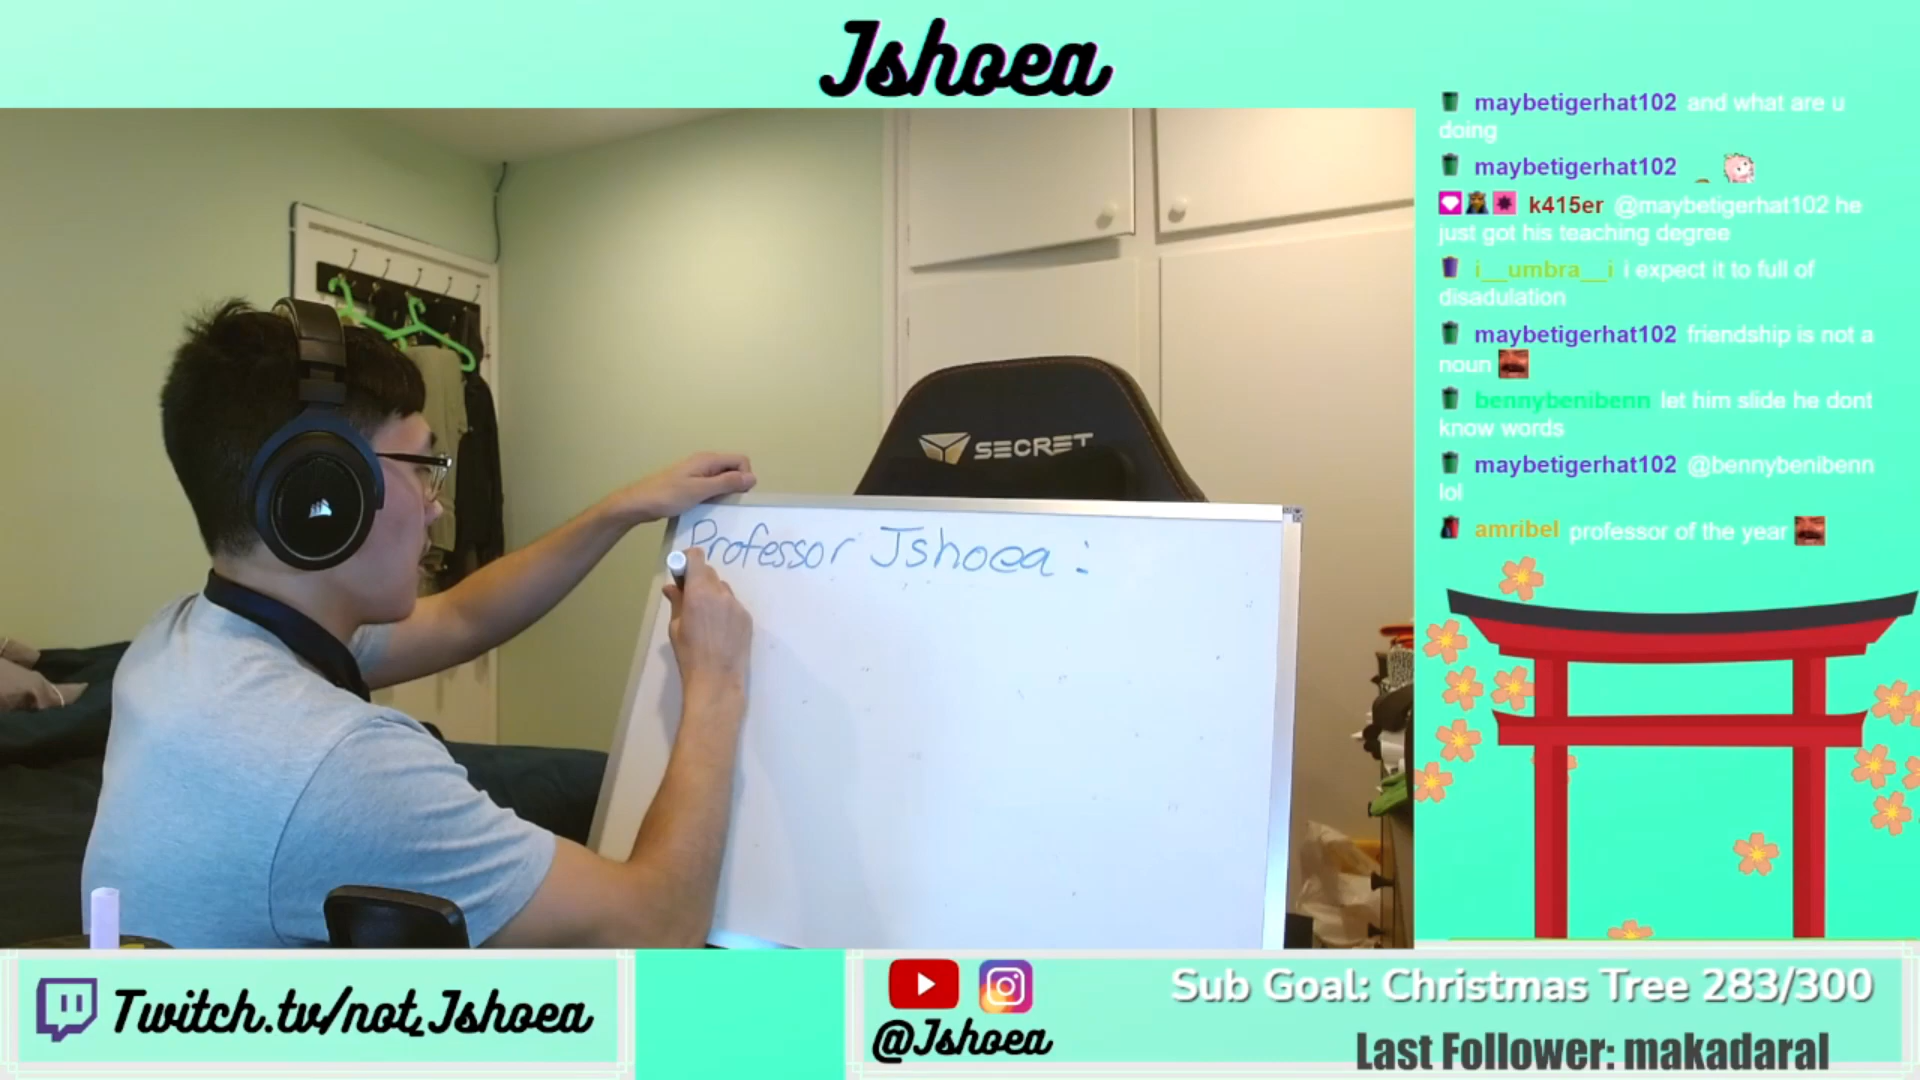 Jshoea
maybetigerhat102 and what are u
doing
maybetigerhat102
k415er @maybetigerhat102 he
just got his teaching degree
i__umbra__i i expect it to full of
disadulation
maybetigerhat102 friendship is not a
noun
bennybenibenn let him slide he dont
know words
maybetigerhat102 @bennybenibenn
lol
amribel professor of the year
SECRET
Professor Jshoea :
Twitch.tv/not_Jshoea
@Jshoea
Sub Goal: Christmas Tree 283/300
Last Follower: makadaral